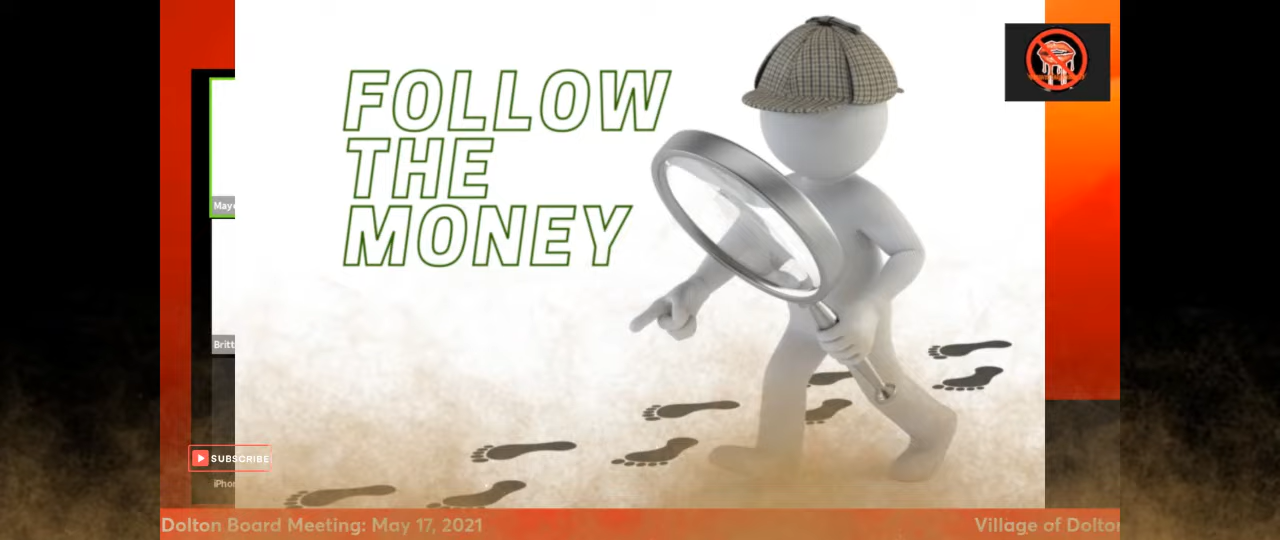 FOLLOW
THE
MONEY
SUBSCRIBE
Dolton Board Meeting: May 17, 2021
Village of Dolton